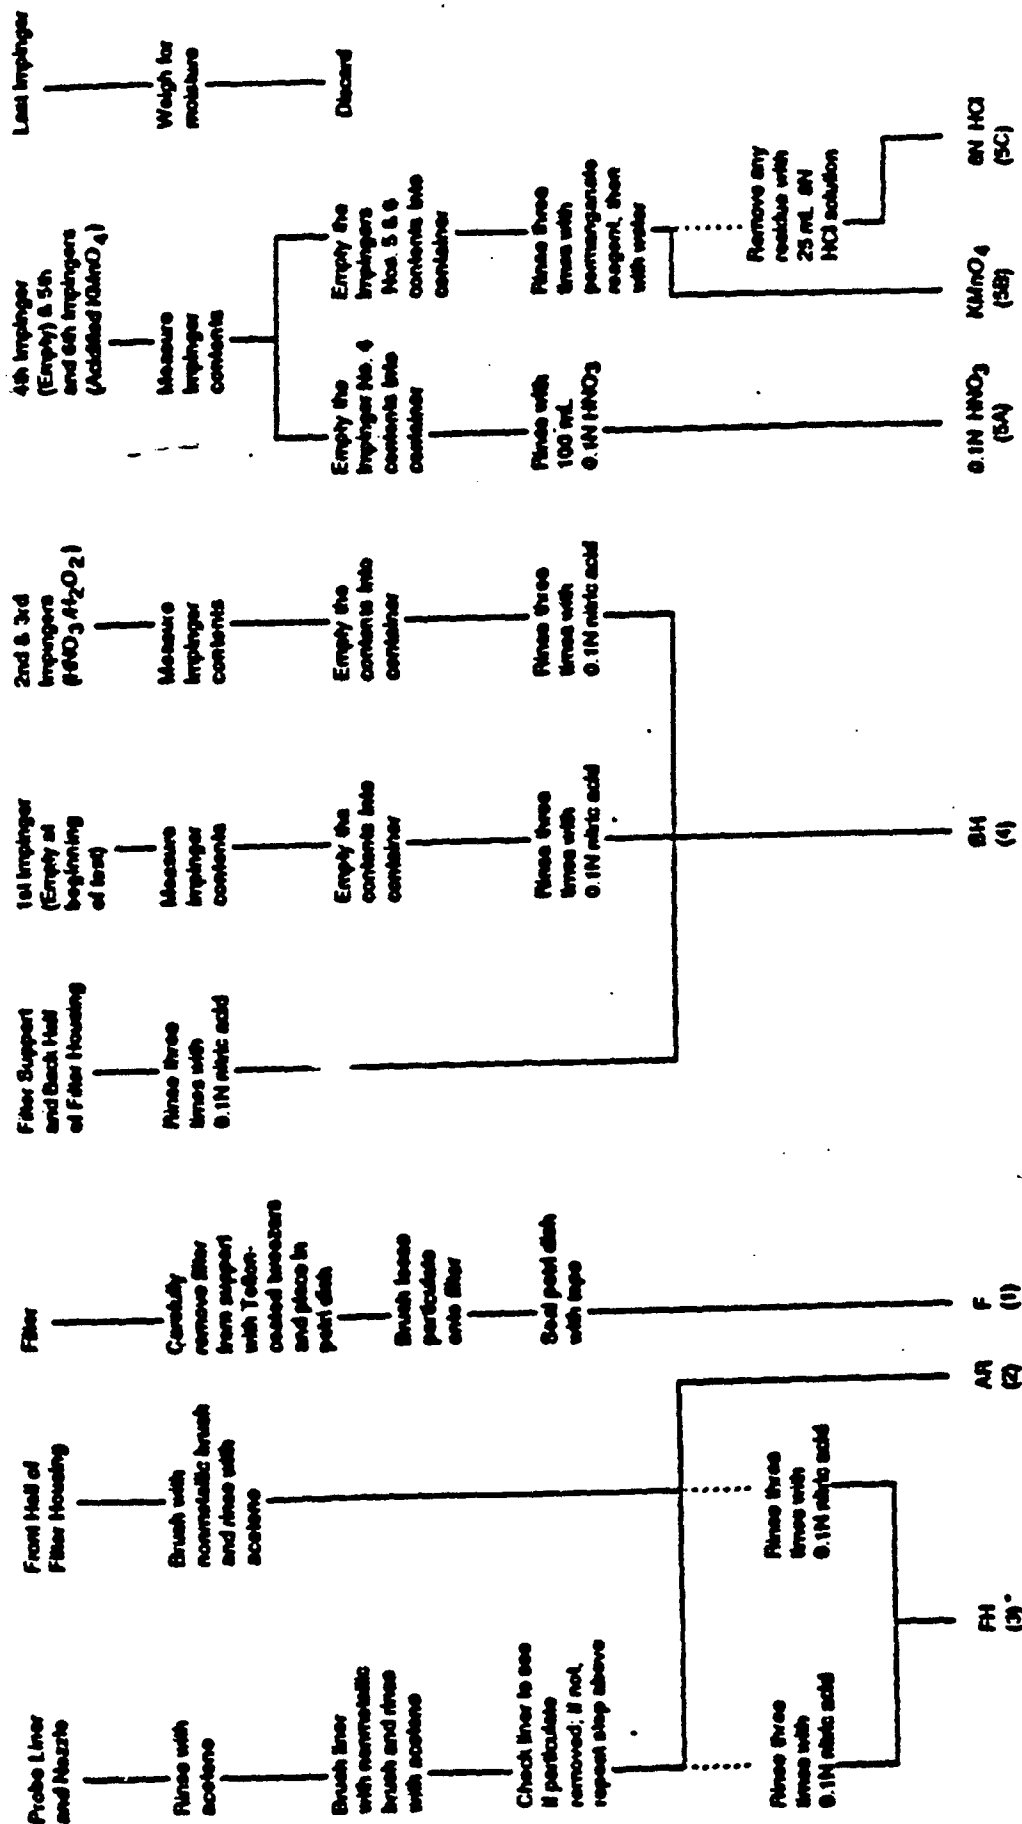 Probe Liner
and Nozzle
Rinse with
acetone
Brush liner
with nonmetallic
brush and rinse
with acetone
Check liner to see
if particulate
removed; if not,
repeat step above
Rinse three
times with
0.1N nitric acid
Front Half of
Filter Housing
Brush with
nonmetallic brush
and rinse with
acetone
Rinse three
times with
0.1N nitric acid
FH
(3)*
AR
(2)
Filter
Carefully
remove filter
from support
with Teflon-
coated tweezers
and place in
petri dish
Brush loose
particulate
onto filter
Seal petri dish
with tape
F
(1)
Filter Support
and Back Half
of Filter Housing
Rinse three
times with
0.1N nitric acid
1st Impinger
(Empty at
beginning
of test)
Measure
impinger
contents
Empty the
contents into
container
Rinse three
times with
0.1N nitric acid
BH
(4)
2nd & 3rd
Impingers
(HNO3/H2O2)
Measure
impinger
contents
Empty the
contents into
container
Rinse three
times with
0.1N nitric acid
4th Impinger
(Empty) & 5th
and 6th Impingers
(Acidified KMnO4)
Measure
impinger
contents
Empty the
Impinger No. 4
contents into
container
Rinse with
100 mL
0.1N HNO3
0.1N HNO3
(5A)
Empty the
Impingers
Nos. 5 & 6
contents into
container
Rinse three
times with
permanganate
reagent, then
with water
KMnO4
(5B)
Remove any
residue with
25 mL 8N
HCl solution
8N HCl
(5C)
Last Impinger
Weigh for
moisture
Discard